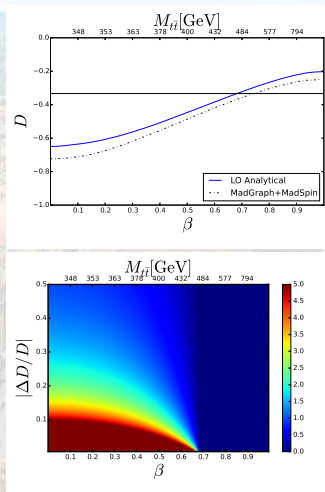 M_{tt̄}[GeV]
348 353 363 378 400 432 484 577 794
0.0
−0.2
−0.4
−0.6
−0.8
−1.0
D
LO Analytical
MadGraph+MadSpin
0.1 0.2 0.3 0.4 0.5 0.6 0.7 0.8 0.9
β
M_{tt̄}[GeV]
348 353 363 378 400 432 484 577 794
0.5
0.4
0.3
0.2
0.1
|ΔD/D|
5.0
4.5
4.0
3.5
3.0
2.5
2.0
1.5
1.0
0.5
0.0
0.1 0.2 0.3 0.4 0.5 0.6 0.7 0.8 0.9
β